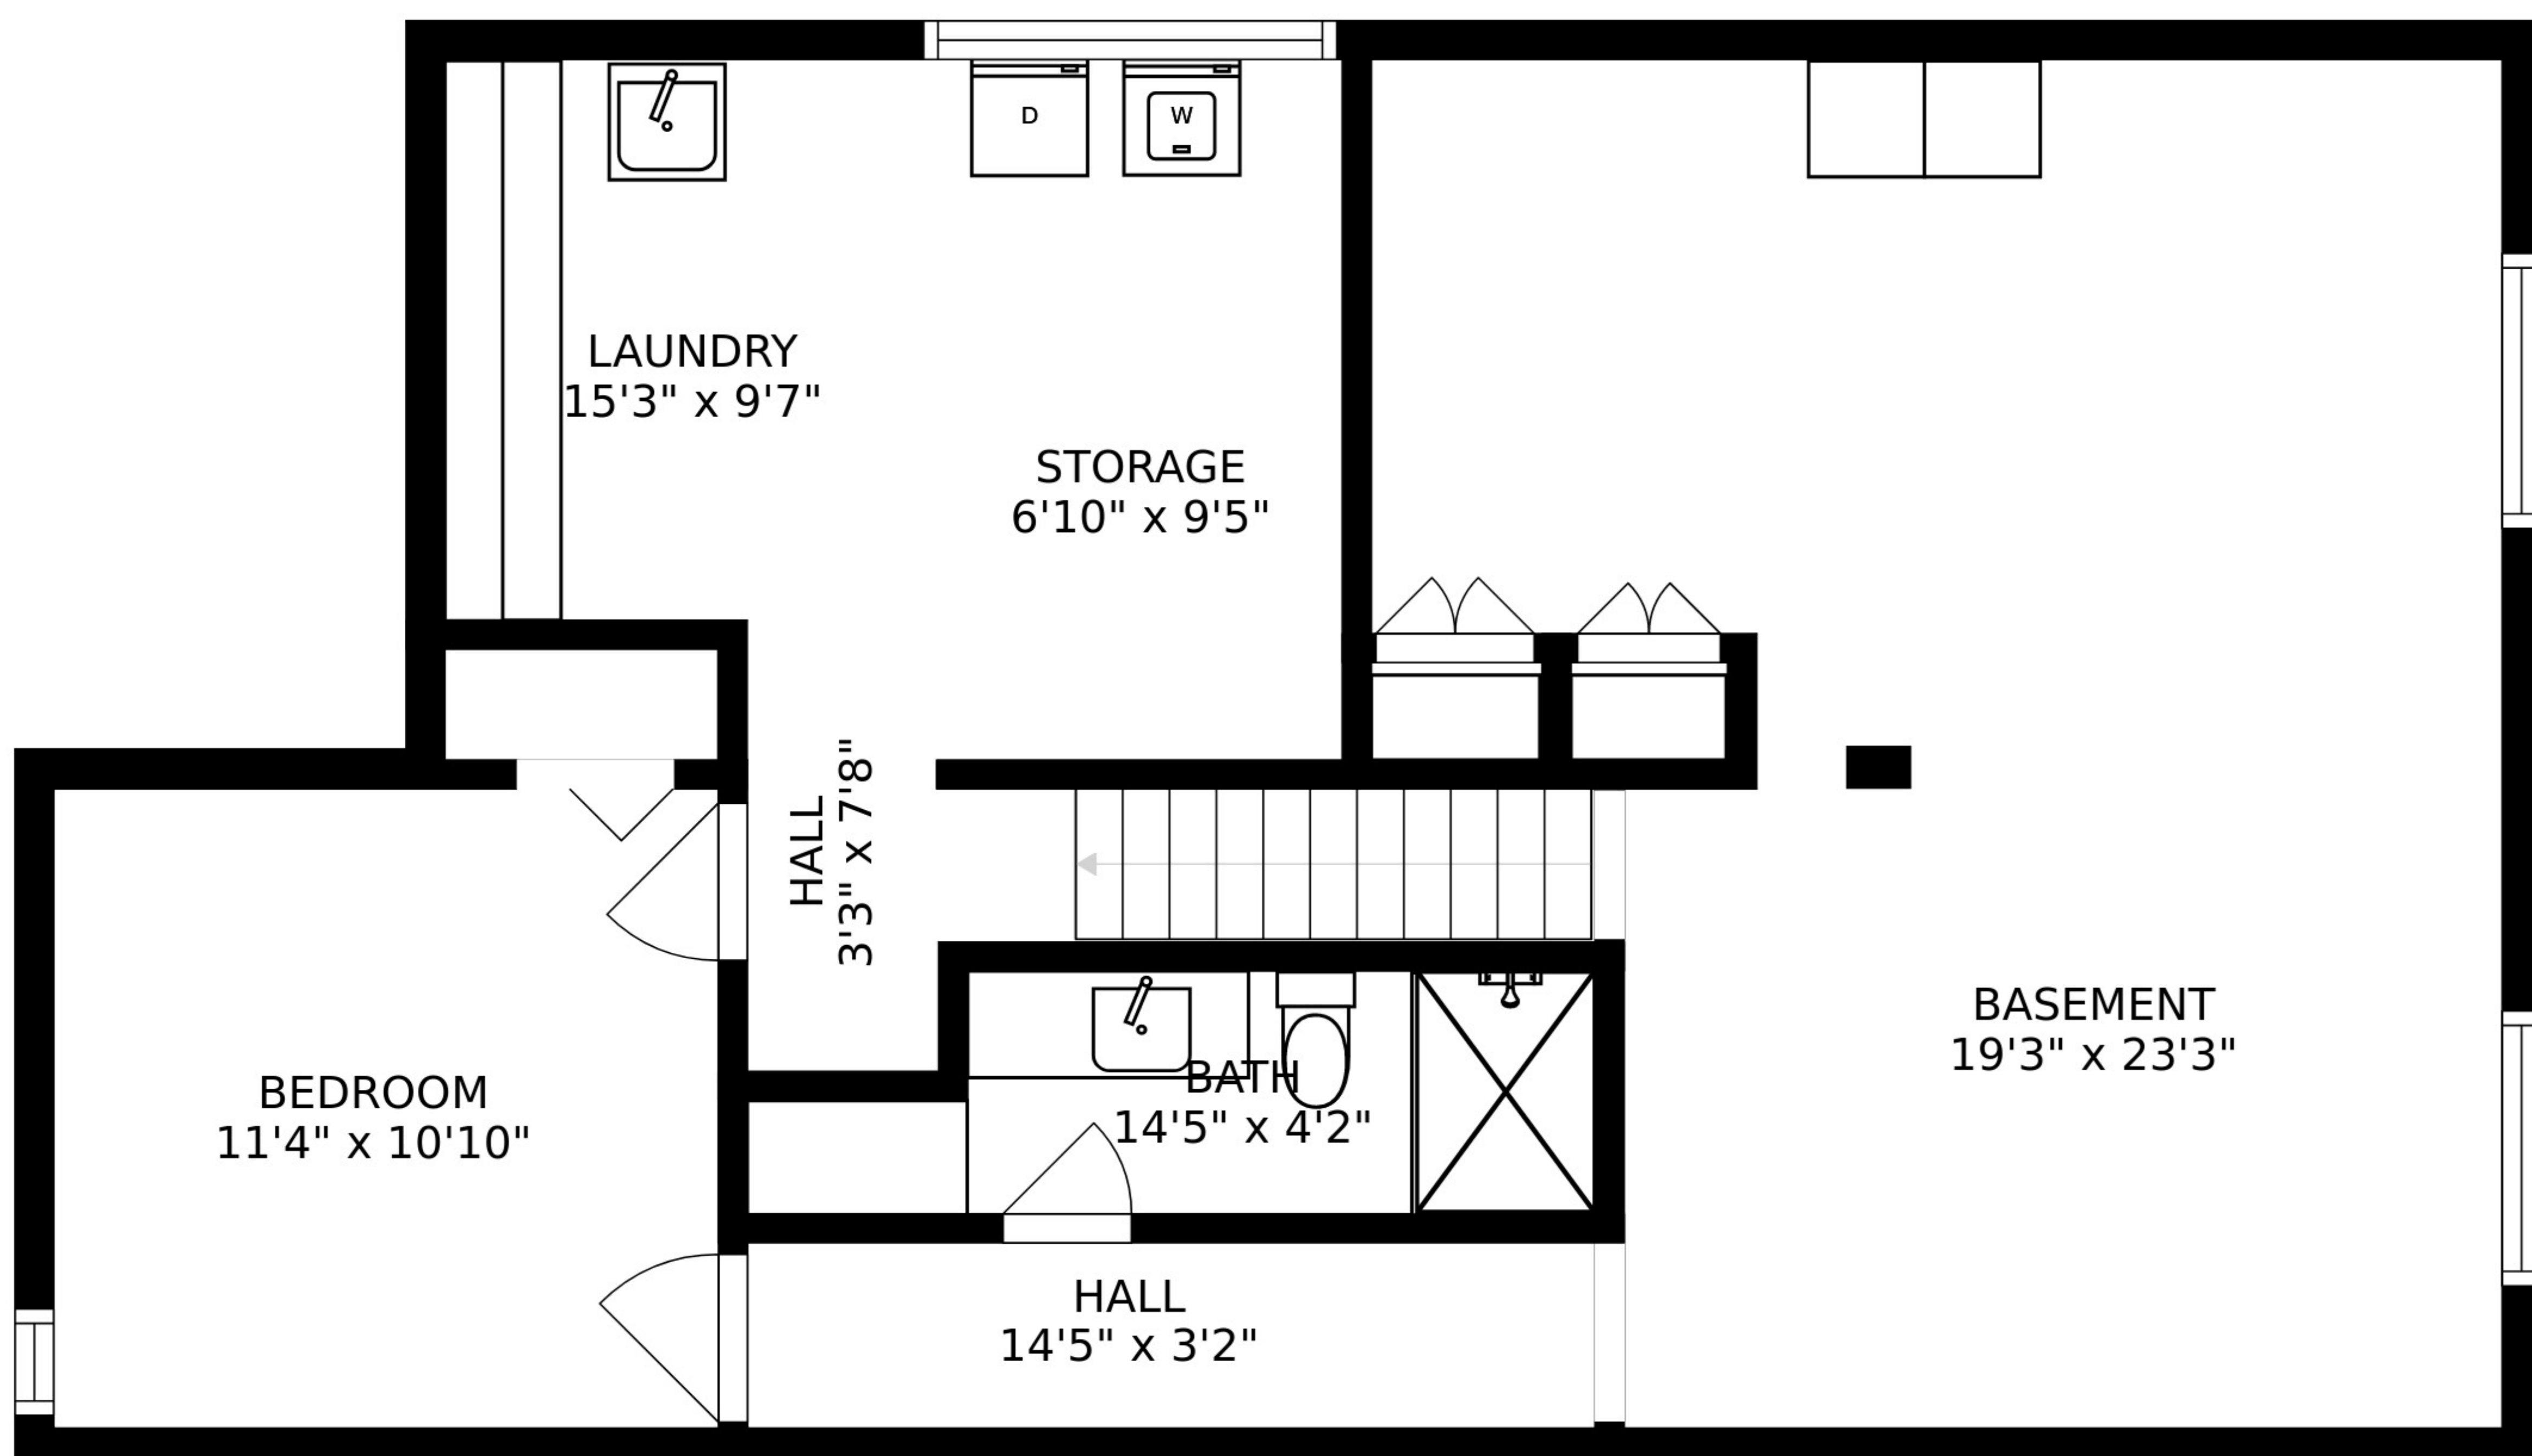 D
W
LAUNDRY
15'3" x 9'7"
STORAGE
6'10" x 9'5"
HALL
3'3" x 7'8"
BASEMENT
19'3" x 23'3"
BEDROOM
11'4" x 10'10"
BATH
14'5" x 4'2"
HALL
14'5" x 3'2"